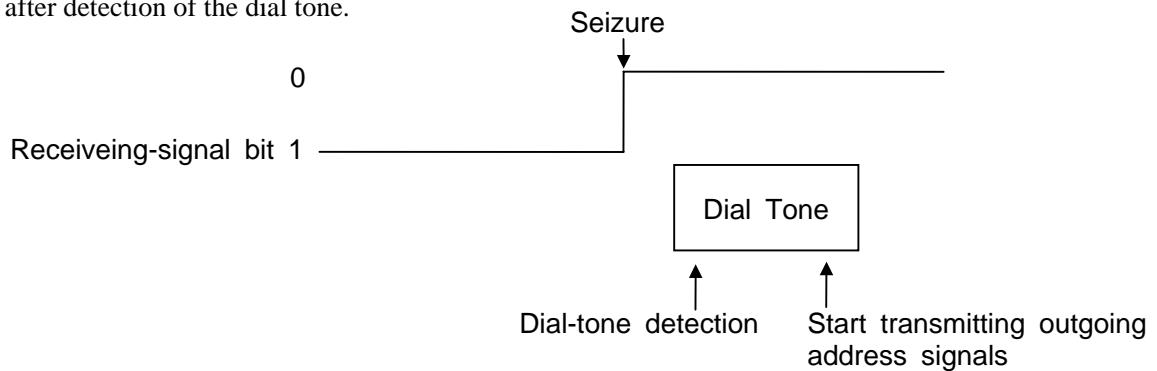 after detection of the dial tone.
Seizure
0
Receiveing-signal bit 1
Dial Tone
Dial-tone detection
Start transmitting outgoing
address signals